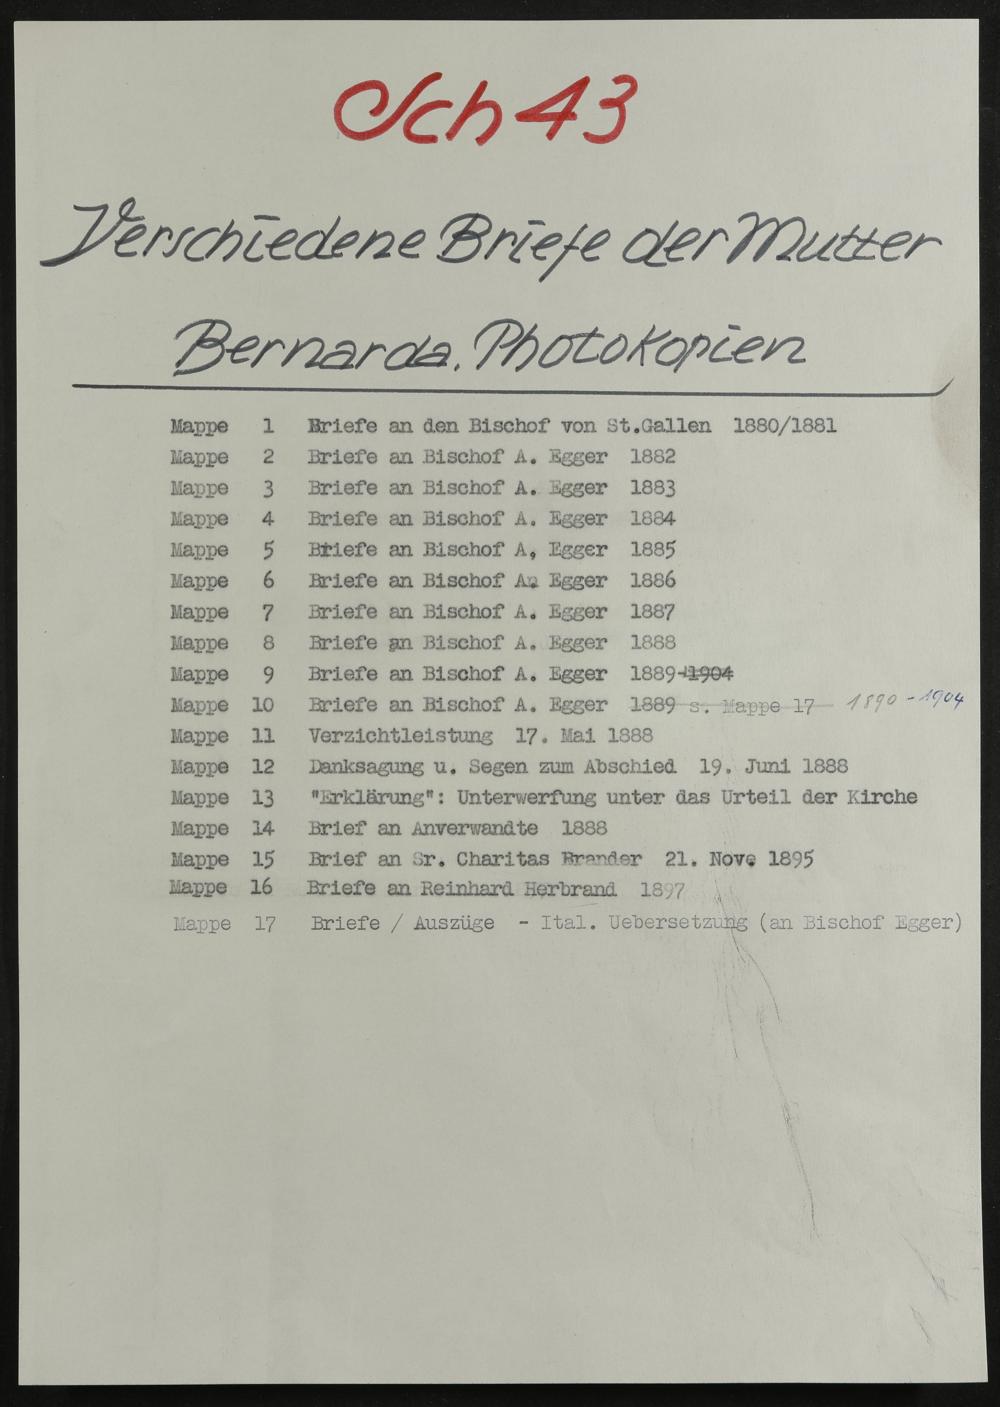 Sch 43
Verschiedene Briefe der Mutter
Bernarda. Photokopien
Mappe 1 Briefe an den Bischof von St.Gallen 1880/1881
Mappe 2 Briefe an Bischof A. Egger 1882
Mappe 3 Briefe an Bischof A. Egger 1883
Mappe 4 Briefe an Bischof A. Egger 1884
Mappe 5 Briefe an Bischof A, Egger 1885
Mappe 6 Briefe an Bischof A. Egger 1886
Mappe 7 Briefe an Bischof A. Egger 1887
Mappe 8 Briefe an Bischof A. Egger 1888
Mappe 9 Briefe an Bischof A. Egger 1889-1904
Mappe 10 Briefe an Bischof A. Egger 1889 s. Mappe 17 1890 - 1904
Mappe 11 Verzichtleistung 17. Mai 1888
Mappe 12 Danksagung u. Segen zum Abschied 19. Juni 1888
Mappe 13 "Erklärung": Unterwerfung unter das Urteil der Kirche
Mappe 14 Brief an Anverwandte 1888
Mappe 15 Brief an Sr. Charitas Brander 21. Nov. 1895
Mappe 16 Briefe an Reinhard Herbrand 1897
Mappe 17 Briefe / Auszüge - Ital. Uebersetzung (an Bischof Egger)